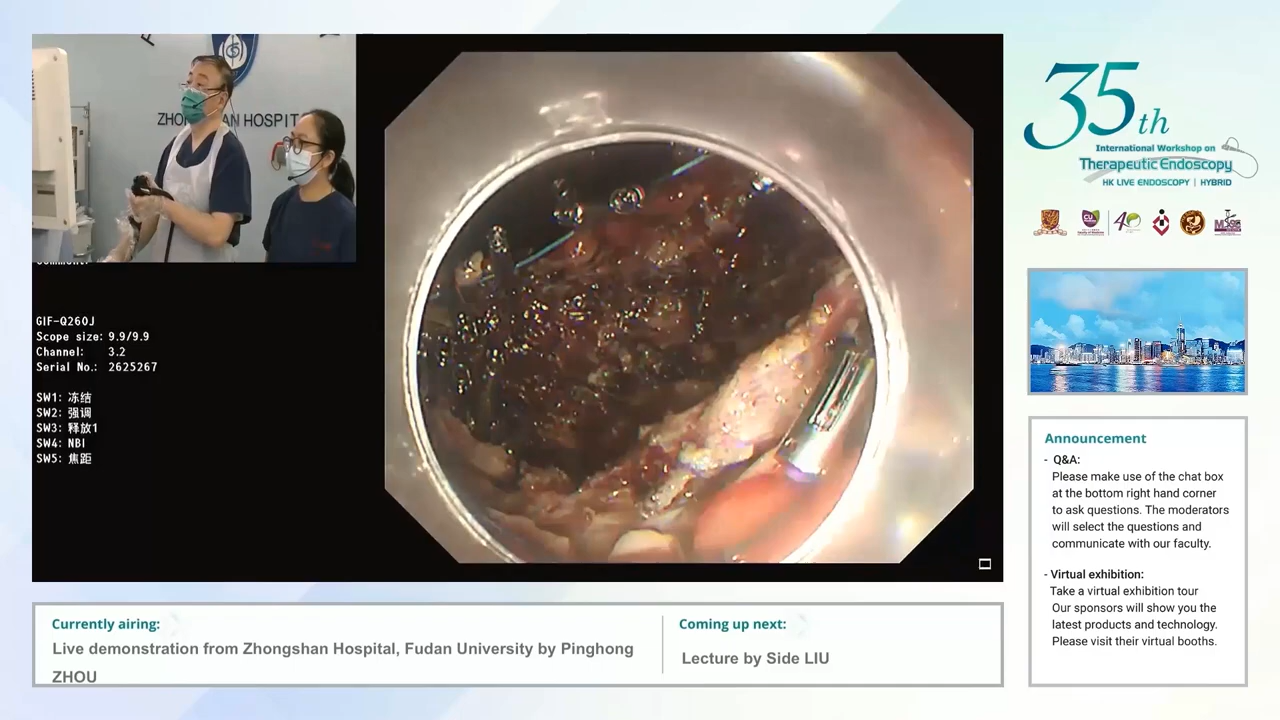 ZHONGSHAN HOSPIT
Comment:
GIF-Q260J
Scope size: 9.9/9.9
Channel: 3.2
Serial No.: 2625267
SW1: 冻结
SW2: 强调
SW3: 释放1
SW4: NBI
SW5: 焦距
35th
International Workshop on
Therapeutic Endoscopy
HK LIVE ENDOSCOPY | HYBRID
Announcement
- Q&A:
Please make use of the chat box
at the bottom right hand corner
to ask questions. The moderators
will select the questions and
communicate with our faculty.
- Virtual exhibition:
Take a virtual exhibition tour
Our sponsors will show you the
latest products and technology.
Please visit their virtual booths.
Currently airing:
Live demonstration from Zhongshan Hospital, Fudan University by Pinghong
ZHOU
Coming up next:
Lecture by Side LIU